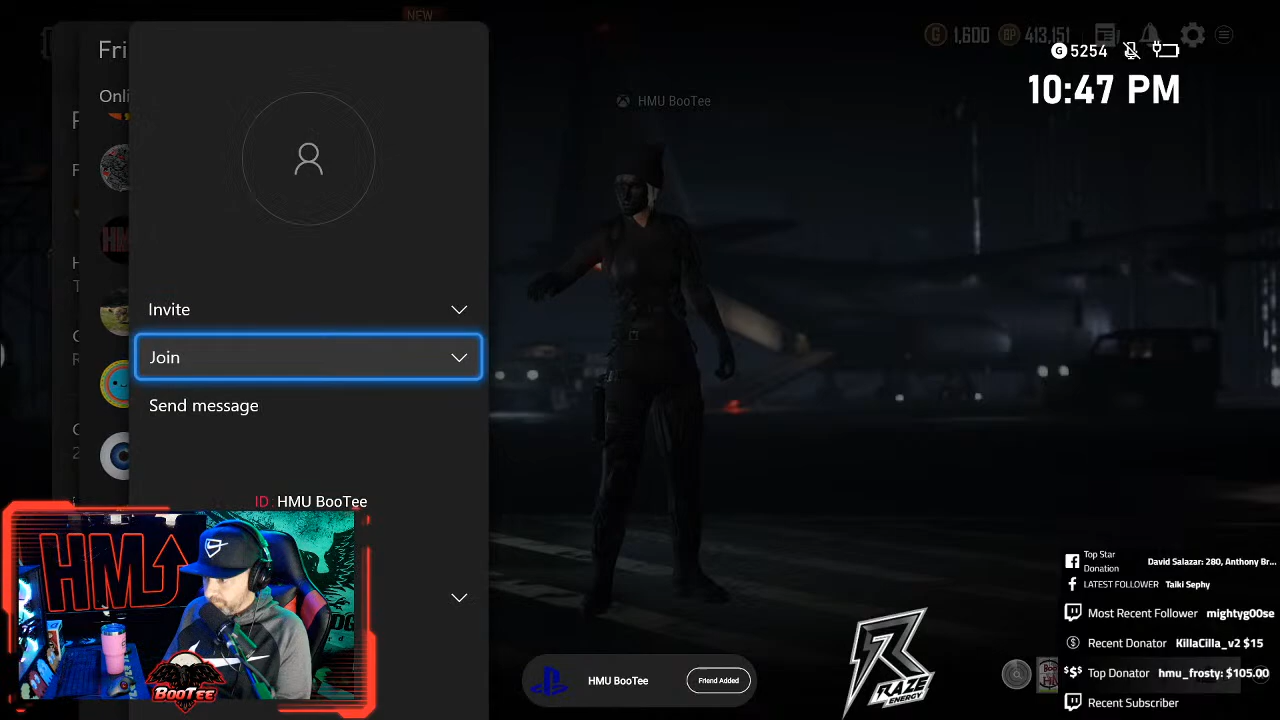 NEW
Fri
Onli
1,600
BP 413,151
G 5254
10:47 PM
HMU BooTee
Invite
Join
Send message
ID: HMU BooTee
HMU
BooTee
HMU BooTee
Friend Added
RAZE
ENERGY
Top Star Donation
David Salazar: 280, Anthony Br...
LATEST FOLLOWER Taiki Sephy
Most Recent Follower mightyg00se
Recent Donator KillaCilla_v2 $15
Top Donator hmu_frosty: $105.00
Recent Subscriber